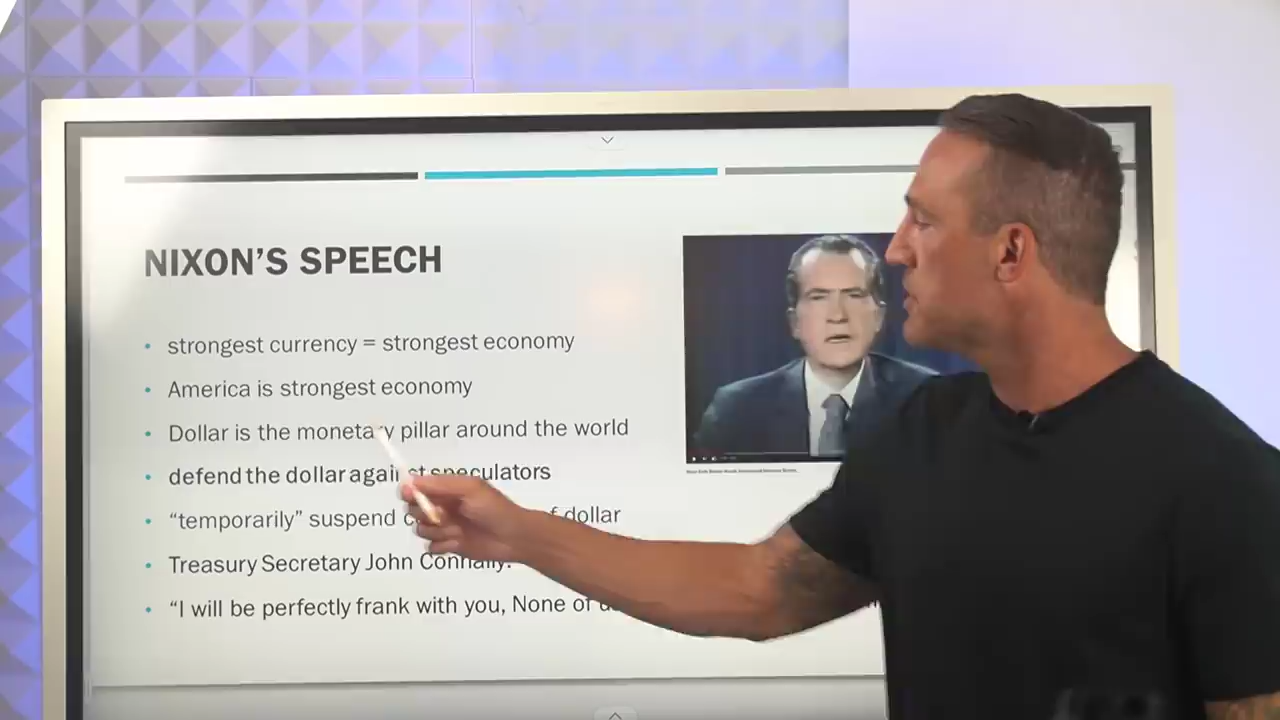 NIXON'S SPEECH
strongest currency = strongest economy
America is strongest economy
Dollar is the monetary pillar around the world
defend the dollar against speculators
"temporarily" suspend of dollar
Treasury Secretary John Connally:
"I will be perfectly frank with you, None of